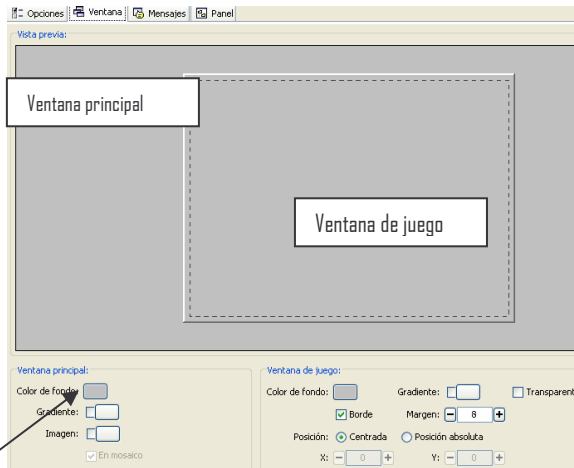 Opciones Ventana Mensajes Panel
Vista previa:
Ventana principal
Ventana de juego
Ventana principal:
Color de fondo:
Gradiente:
Imagen:
En mosaico
Ventana de juego:
Color de fondo: Gradiente: Transparent
Borde Margen: 8
Posición: Centrada Posición absoluta
X: 0 Y: 0